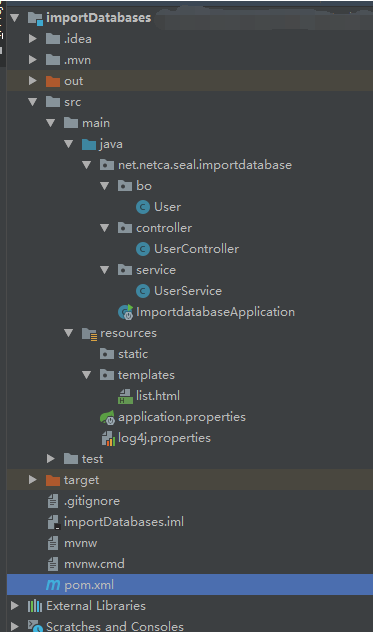 importDatabases
.idea
.mvn
out
src
main
java
net.netca.seal.importdatabase
bo
User
controller
UserController
service
UserService
ImportdatabaseApplication
resources
static
templates
list.html
application.properties
log4j.properties
test
target
.gitignore
importDatabases.iml
mvnw
mvnw.cmd
pom.xml
External Libraries
Scratches and Consoles